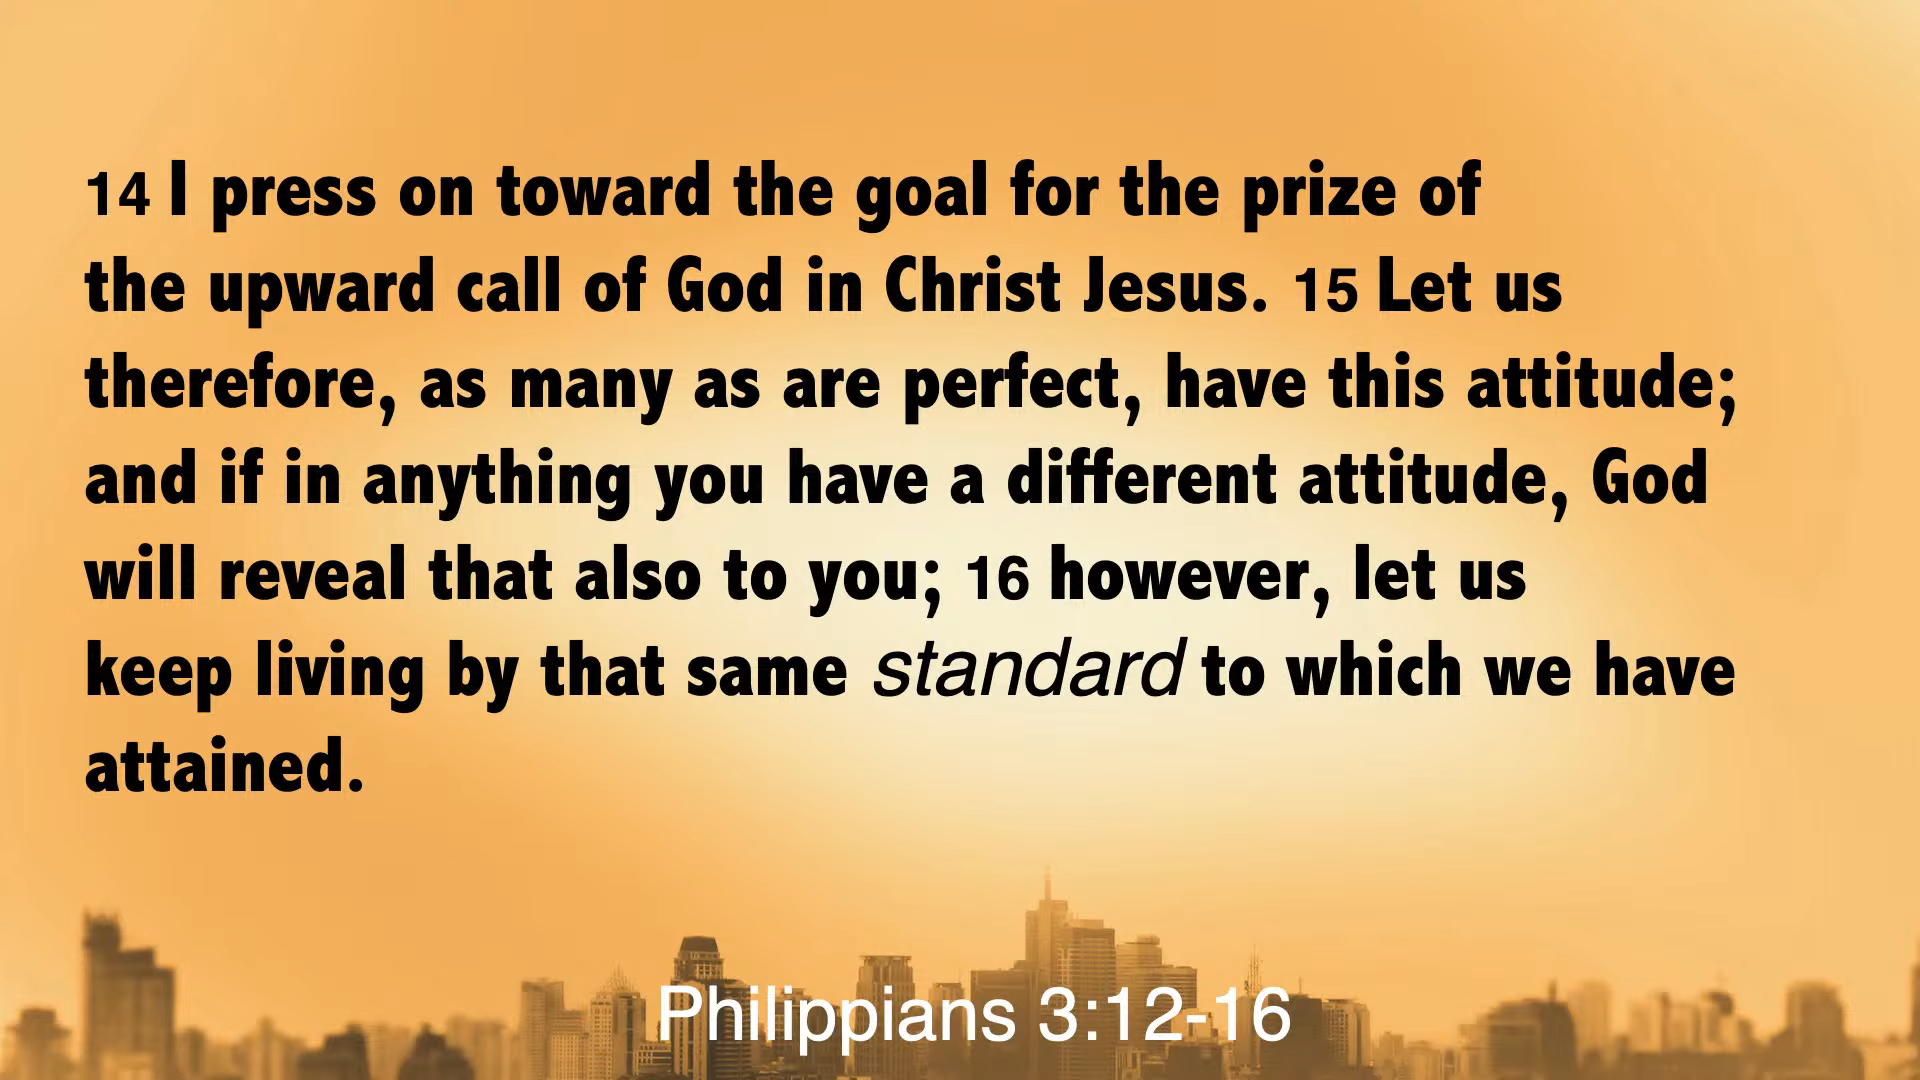 14 I press on toward the goal for the prize of
the upward call of God in Christ Jesus. 15 Let us
therefore, as many as are perfect, have this attitude;
and if in anything you have a different attitude, God
will reveal that also to you; 16 however, let us
keep living by that same standard to which we have
attained.
Philippians 3:12-16